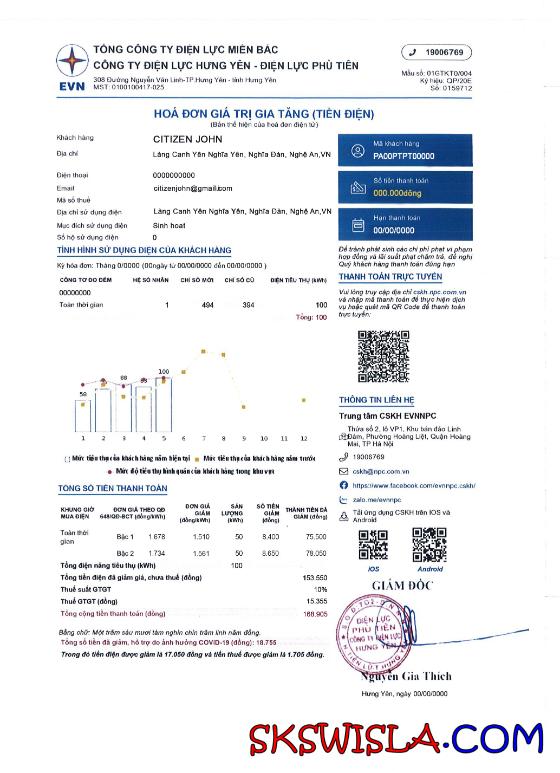 TỔNG CÔNG TY ĐIỆN LỰC MIỀN BẮC
CÔNG TY ĐIỆN LỰC HƯNG YÊN - ĐIỆN LỰC PHÙ TIÊN
308 Đường Nguyễn Văn Linh-TP.Hưng Yên - tỉnh Hưng Yên
MST: 0100100417-025
EVN
19006769
Mẫu số: 01GTKT0/004
Ký hiệu: QP/20E
Số: 0159712
HOÁ ĐƠN GIÁ TRỊ GIA TĂNG (TIỀN ĐIỆN)
(Bản thể hiện của hoá đơn điện tử)
Khách hàng CITIZEN JOHN
Địa chỉ Làng Canh Yên Nghĩa Yên, Nghĩa Đàn, Nghệ An,VN
Điện thoại 0000000000
Email citizenjohn@gmail.com
Mã số thuế
Địa chỉ sử dụng điện Làng Canh Yên Nghĩa Yên, Nghĩa Đàn, Nghệ An,VN
Mục đích sử dụng điện Sinh hoat
Số hộ sử dụng điện 0
Mã khách hàng
PA00PTPT00000
Số tiền thanh toán
000.000đồng
Hạn thanh toán
00/00/0000
Để tránh phát sinh các chi phí phạt vi phạm
hợp đồng và lãi suất phạt chậm trả, đề nghị
Quý khách hàng thanh toán đúng hạn
TÌNH HÌNH SỬ DỤNG ĐIỆN CỦA KHÁCH HÀNG
Kỳ hóa đơn: Tháng 0/0000 (00ngày từ 00/00/0000 đến 00/00/0000 )
CÔNG TƠ ĐO ĐẾM HỆ SỐ NHÂN CHỈ SỐ MỚI CHỈ SỐ CŨ ĐIỆN TIÊU THỤ (kWh)
00000000
Toàn thời gian 1 494 394 100
Tổng: 100
THANH TOÁN TRỰC TUYẾN
Vui lòng truy cập địa chỉ cskh.npc.com.vn
và nhập mã thanh toán để thực hiện dịch
vụ hoặc quét mã QR Code để thanh toán
trực tuyến:
58
88
100
1 2 3 4 5 6 7 8 9 10 11 12
Mức tiêu thụ của khách hàng năm hiện tại
Mức tiêu thụ của khách hàng năm trước
Mức độ tiêu thụ bình quân của khách hàng trong khu vực
THÔNG TIN LIÊN HỆ
Trung tâm CSKH EVNNPC
Thửa số 2, lô VP1, Khu bán đảo Linh
Đàm, Phường Hoàng Liệt, Quận Hoàng
Mai, TP Hà Nội
19006769
cskh@npc.com.vn
https://www.facebook.com/evnnpc.cskh/
zalo.me/evnnpc
Tải ứng dụng CSKH trên IOS và
Android
iOS Android
TỔNG SỐ TIỀN THANH TOÁN
KHUNG GIỜ MUA ĐIỆN
ĐƠN GIÁ THEO QĐ 648/QĐ-BCT (đồng/kWh)
ĐƠN GIÁ GIẢM (đồng/kWh)
SẢN LƯỢNG (kWh)
SỐ TIỀN GIẢM (đồng)
THÀNH TIỀN ĐÃ GIẢM (đồng)
Toàn thời gian
Bậc 1 1.678 1.510 50 8.400 75.500
Bậc 2 1.734 1.561 50 8.650 78.050
Tổng điện năng tiêu thụ (kWh) 100
Tổng tiền điện đã giảm giá, chưa thuế (đồng) 153.550
Thuế suất GTGT 10%
Thuế GTGT (đồng) 15.355
Tổng cộng tiền thanh toán (đồng) 168.905
Bằng chữ: Một trăm sáu mươi tám nghìn chín trăm linh năm đồng.
Tổng số tiền đã giảm, hỗ trợ do ảnh hưởng COVID-19 (đồng): 18.755
Trong đó tiền điện được giảm là 17.050 đồng và tiền thuế được giảm là 1.705 đồng.
GIÁM ĐỐC
ĐIỆN LỰC
PHÙ TIÊN
CÔNG TY ĐIỆN LỰC
HƯNG YÊN
Nguyễn Gia Thích
Hưng Yên, ngày 00/00/0000
SKSWISLA.COM